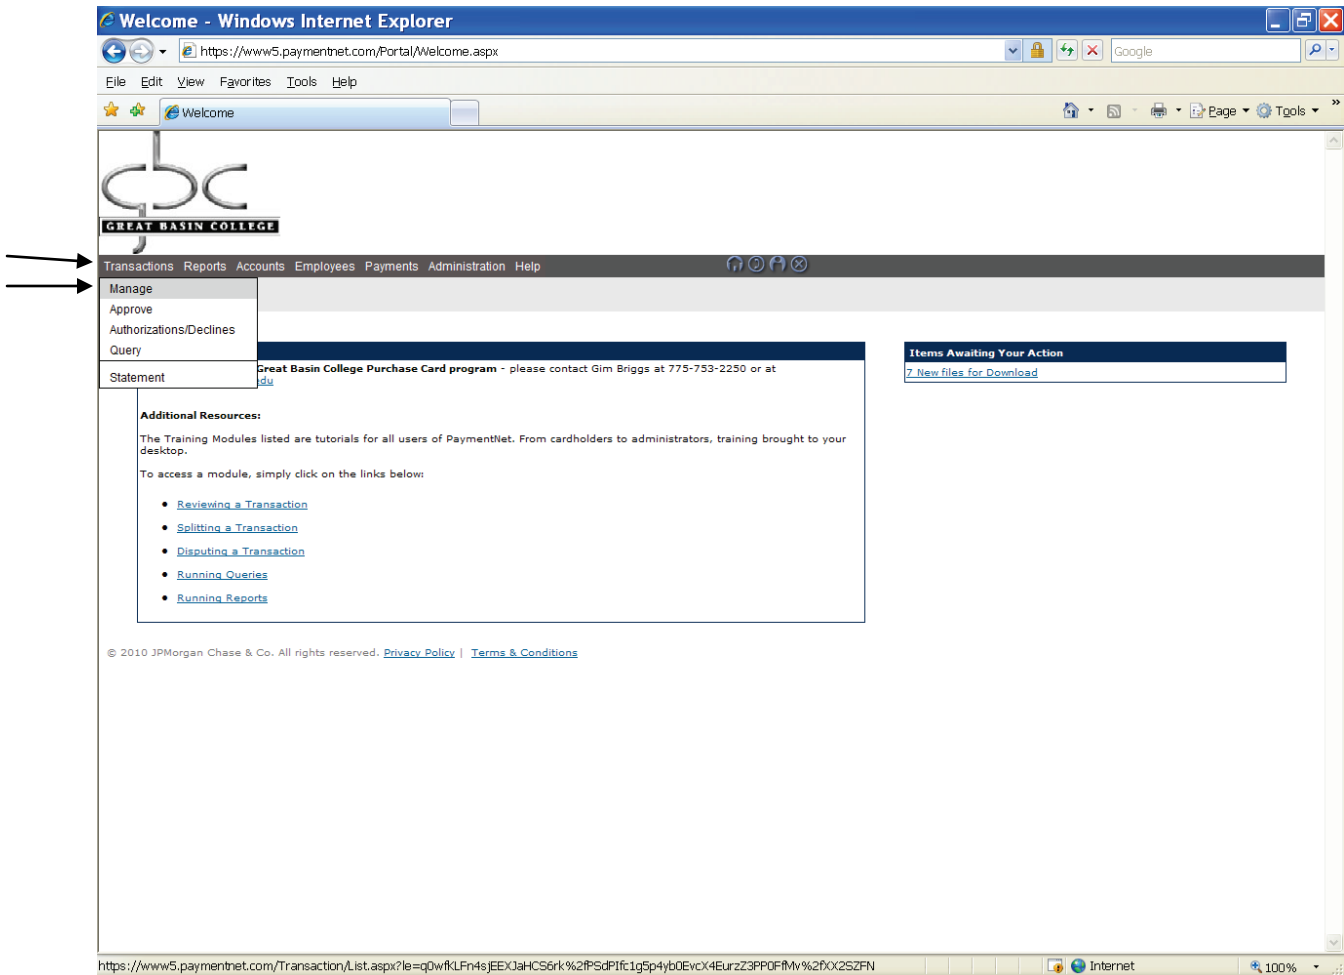 Welcome - Windows Internet Explorer
https://www5.paymentnet.com/Portal/Welcome.aspx
Google
File Edit View Favorites Tools Help
Welcome
Page Tools »
gbc
GREAT BASIN COLLEGE
Transactions Reports Accounts Employees Payments Administration Help
Manage
Approve
Authorizations/Declines
Query
Statement
Great Basin College Purchase Card program - please contact Gim Briggs at 775-753-2250 or at
edu
Additional Resources:
The Training Modules listed are tutorials for all users of PaymentNet. From cardholders to administrators, training brought to your
desktop.
To access a module, simply click on the links below:
• Reviewing a Transaction
• Splitting a Transaction
• Disputing a Transaction
• Running Queries
• Running Reports
Items Awaiting Your Action
7 New files for Download
© 2010 JPMorgan Chase & Co. All rights reserved. Privacy Policy | Terms & Conditions
https://www5.paymentnet.com/Transaction/List.aspx?le=q0wfKLFn4sjEEXJaHCS6rk%2fPSdPIfc1g5p4yb0EvcX4EurzZ3PP0FfMv%2fXX2SZFN
Internet
100%